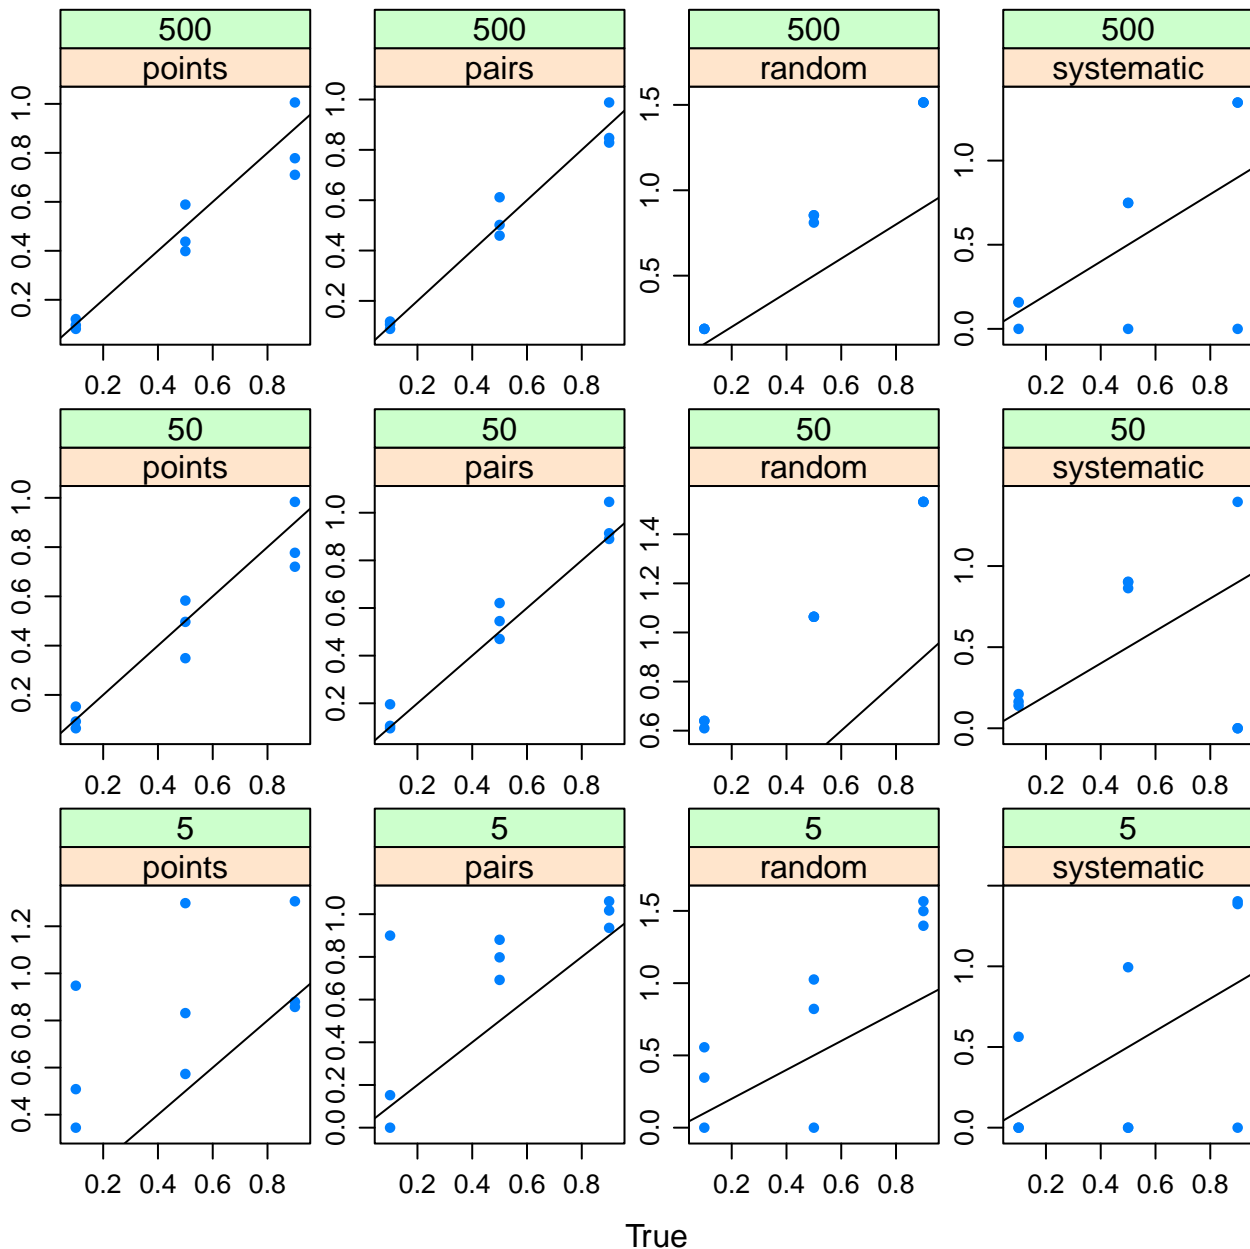 500 500 500 500
points pairs random systematic
1.0 1.0 1.5
0.8 0.8 1.0 1.0
0.6 0.6
0.4 0.4 0.5 0.5
0.2 0.2 0.0
0.2 0.4 0.6 0.8 0.2 0.4 0.6 0.8 0.2 0.4 0.6 0.8 0.2 0.4 0.6 0.8
50 50 50 50
points pairs random systematic
1.0 1.0 1.4 1.0
0.8 0.8 1.2
0.6 0.6 1.0 0.5
0.4 0.4 0.8
0.2 0.2 0.6 0.0
0.2 0.4 0.6 0.8 0.2 0.4 0.6 0.8 0.2 0.4 0.6 0.8 0.2 0.4 0.6 0.8
5 5 5 5
points pairs random systematic
1.2 1.0 1.5
1.0 0.8 1.0 1.0
0.8 0.6
0.6 0.4 0.5 0.5
0.4 0.2
0.0 0.0 0.0
0.2 0.4 0.6 0.8 0.2 0.4 0.6 0.8 0.2 0.4 0.6 0.8 0.2 0.4 0.6 0.8
True